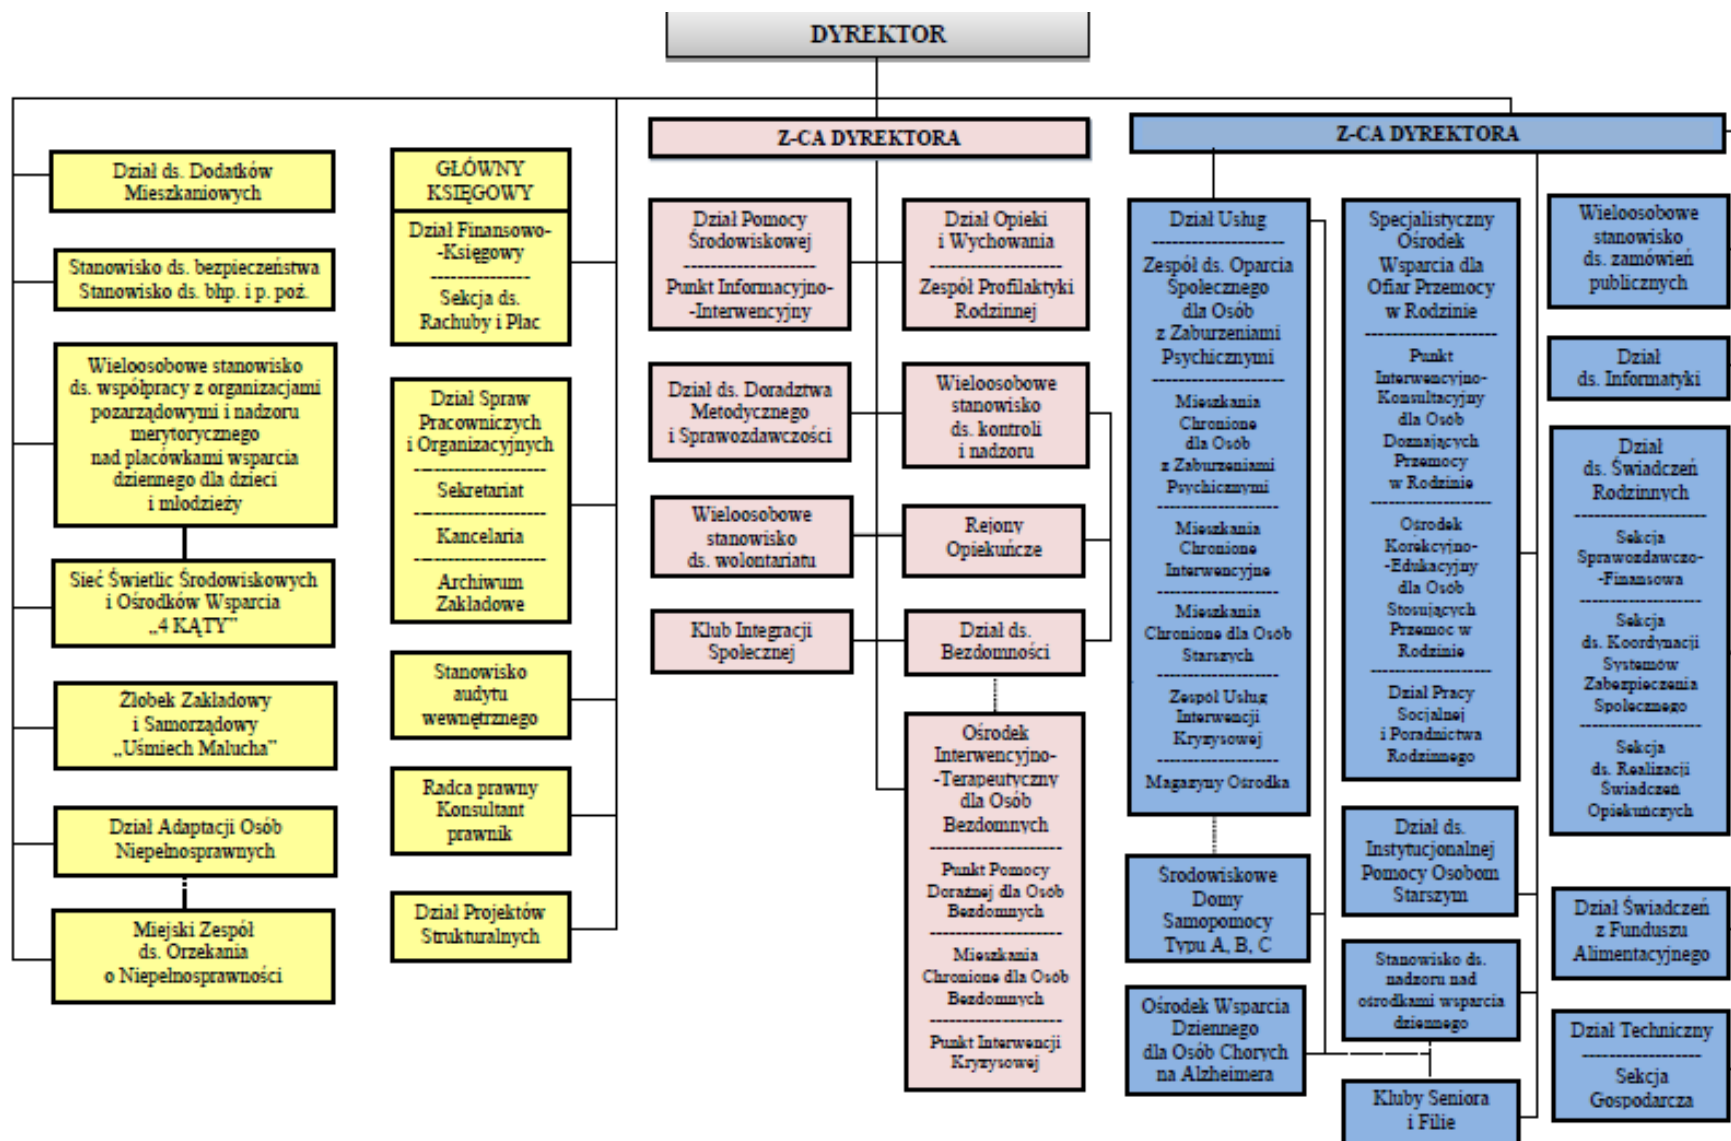 DYREKTOR
Z-CA DYREKTORA
Z-CA DYREKTORA
Dział ds. Dodatków
Mieszkaniowych
Stanowisko ds. bezpieczeństwa
Stanowisko ds. bhp. i p. poż.
Wieloosobowe stanowisko
ds. współpracy z organizacjami
pozarządowymi i nadzoru
merytorycznego
nad placówkami wsparcia
dziennego dla dzieci
i młodzieży
Sieć Świetlic Środowiskowych
i Ośrodków Wsparcia
„4 KĄTY”
Żłobek Zakładowy
i Samorządowy
„Uśmiech Malucha”
Dział Adaptacji Osób
Niepełnosprawnych
Miejski Zespół
ds. Orzekania
o Niepełnosprawności
GŁÓWNY
KSIĘGOWY
Dział Finansowo-
-Księgowy
---------------
Sekcja ds.
Rachuby i Płac
Dział Spraw
Pracowniczych
i Organizacyjnych
--------------------
Sekretariat
--------------------
Kancelaria
--------------------
Archiwum
Zakładowe
Stanowisko
audytu
wewnętrznego
Radca prawny
Konsultant
prawnik
Dział Projektów
Strukturalnych
Dział Pomocy
Środowiskowej
--------------------
Punkt Informacyjno-
-Interwencyjny
Dział Opieki
i Wychowania
--------------------
Zespół Profilaktyki
Rodzinnej
Dział ds. Doradztwa
Metodycznego
i Sprawozdawczości
Wieloosobowe
stanowisko
ds. kontroli
i nadzoru
Wieloosobowe
stanowisko
ds. wolontariatu
Rejony
Opiekuńcze
Klub Integracji
Społecznej
Dział ds.
Bezdomności
Ośrodek
Interwencyjno-
-Terapeutyczny
dla Osób
Bezdomnych
--------------------
Punkt Pomocy
Doraźnej dla Osób
Bezdomnych
--------------------
Mieszkania
Chronione dla Osób
Bezdomnych
--------------------
Punkt Interwencji
Kryzysowej
Dział Usług
--------------------
Zespół ds. Oparcia
Społecznego
dla Osób
z Zaburzeniami
Psychicznymi
--------------------
Mieszkania
Chronione
dla Osób
z Zaburzeniami
Psychicznymi
--------------------
Mieszkania
Chronione
Interwencyjne
--------------------
Mieszkania
Chronione dla Osób
Starszych
--------------------
Zespół Usług
Interwencji
Kryzysowej
--------------------
Magazyny Ośrodka
Środowiskowe
Domy
Samopomocy
Typu A, B, C
Ośrodek Wsparcia
Dziennego
dla Osób Chorych
na Alzheimera
Specjalistyczny
Ośrodek
Wsparcia dla
Ofiar Przemocy
w Rodzinie
--------------------
Punkt
Interwencyjno-
Konsultacyjny
dla Osób
Doznających
Przemocy
w Rodzinie
--------------------
Ośrodek
Korekcyjno-
-Edukacyjny
dla Osób
Stosujących
Przemoc w
Rodzinie
--------------------
Dział Pracy
Socjalnej
i Poradnictwa
Rodzinnego
Dział ds.
Instytucjonalnej
Pomocy Osobom
Starszym
Stanowisko ds.
nadzoru nad
ośrodkami wsparcia
dziennego
Kluby Seniora
i Filie
Wieloosobowe
stanowisko
ds. zamówień
publicznych
Dział
ds. Informatyki
Dział
ds. Świadczeń
Rodzinnych
--------------------
Sekcja
Sprawozdawczo-
-Finansowa
--------------------
Sekcja
ds. Koordynacji
Systemów
Zabezpieczenia
Społecznego
--------------------
Sekcja
ds. Realizacji
Świadczeń
Opiekuńczych
Dział Świadczeń
z Funduszu
Alimentacyjnego
Dział Techniczny
------------------
Sekcja
Gospodarcza